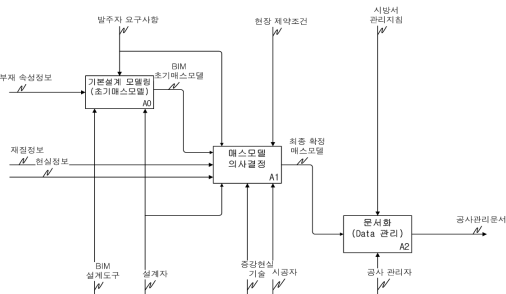 발주자 요구사항
현장 제약조건
시방서
관리지침
부재 속성정보
기본설계 모델링
(초기매스모델)
A0
BIM
초기매스모델
재징정보
현실정보
매스모델
의사결정
A1
최종 확정
매스모델
문서화
(Data 관리)
A2
공사관리문서
BIM
설계도구
설계자
증강현실
기술
시공자
공사 관리자